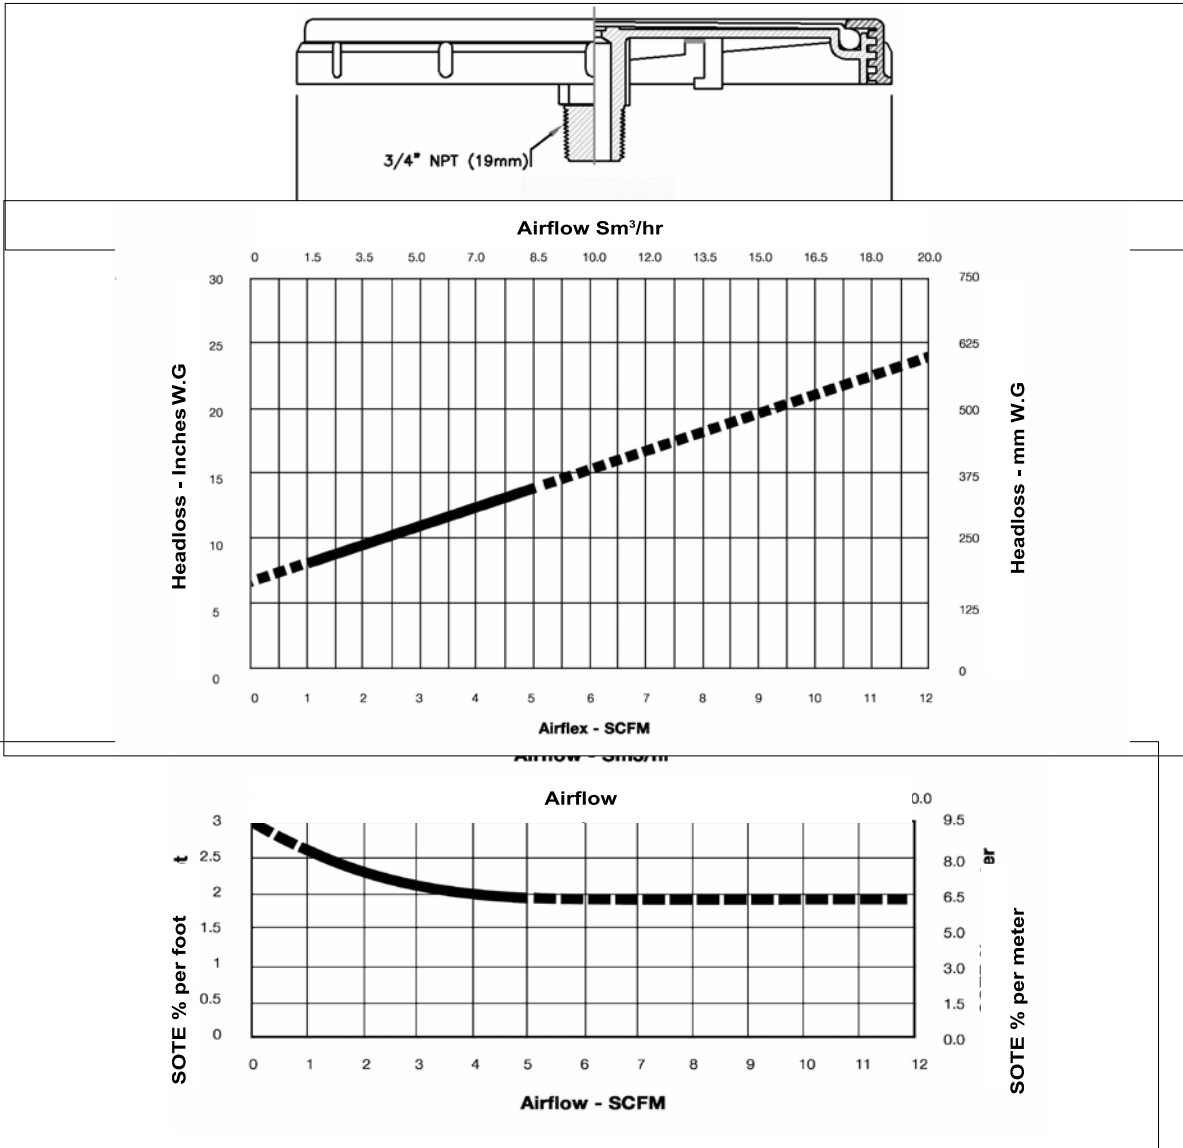 3/4" NPT (19mm)
Airflow Sm³/hr
0 1.5 3.5 5.0 7.0 8.5 10.0 12.0 13.5 15.0 16.5 18.0 20.0
30 750
25 625
20 500
15 375
10 250
5 125
0 0
Headloss - Inches W.G
Headloss - mm W.G
0 1 2 3 4 5 6 7 8 9 10 11 12
Airflex - SCFM
Airflow - Sm3/hr
Airflow
0.0
3 9.5
2.5 8.0
2 6.5
1.5 5.0
1 3.0
0.5 1.5
0 0.0
t
er
SOTE % per foot
SOTE % per meter
0 1 2 3 4 5 6 7 8 9 10 11 12
Airflow - SCFM